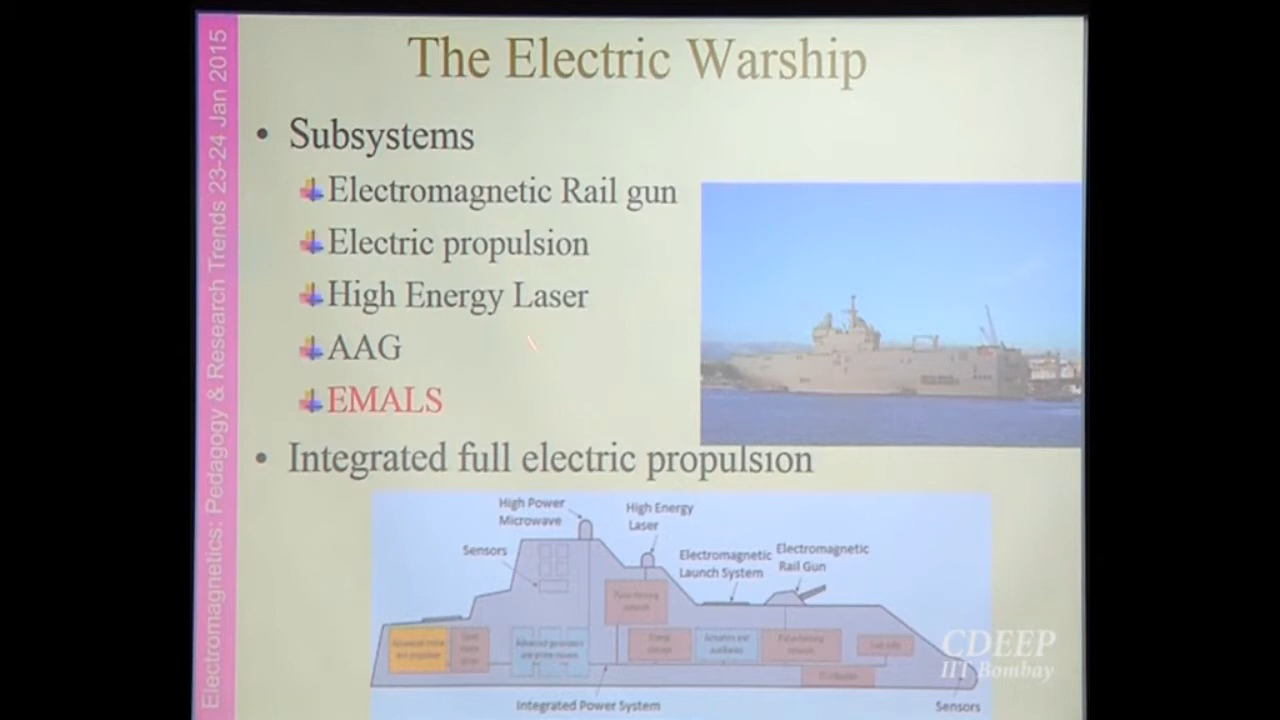 Electromagnetics: Pedagogy & Research Trends 23-24 Jan 2015
The Electric Warship
• Subsystems
Electromagnetic Rail gun
Electric propulsion
High Energy Laser
AAG
EMALS
• Integrated full electric propulsion
High Power
Microwave
High Energy
Laser
Sensors
Electromagnetic
Launch System
Electromagnetic
Rail Gun
Integrated Power System
Sensors
CDEEP
IIT Bombay